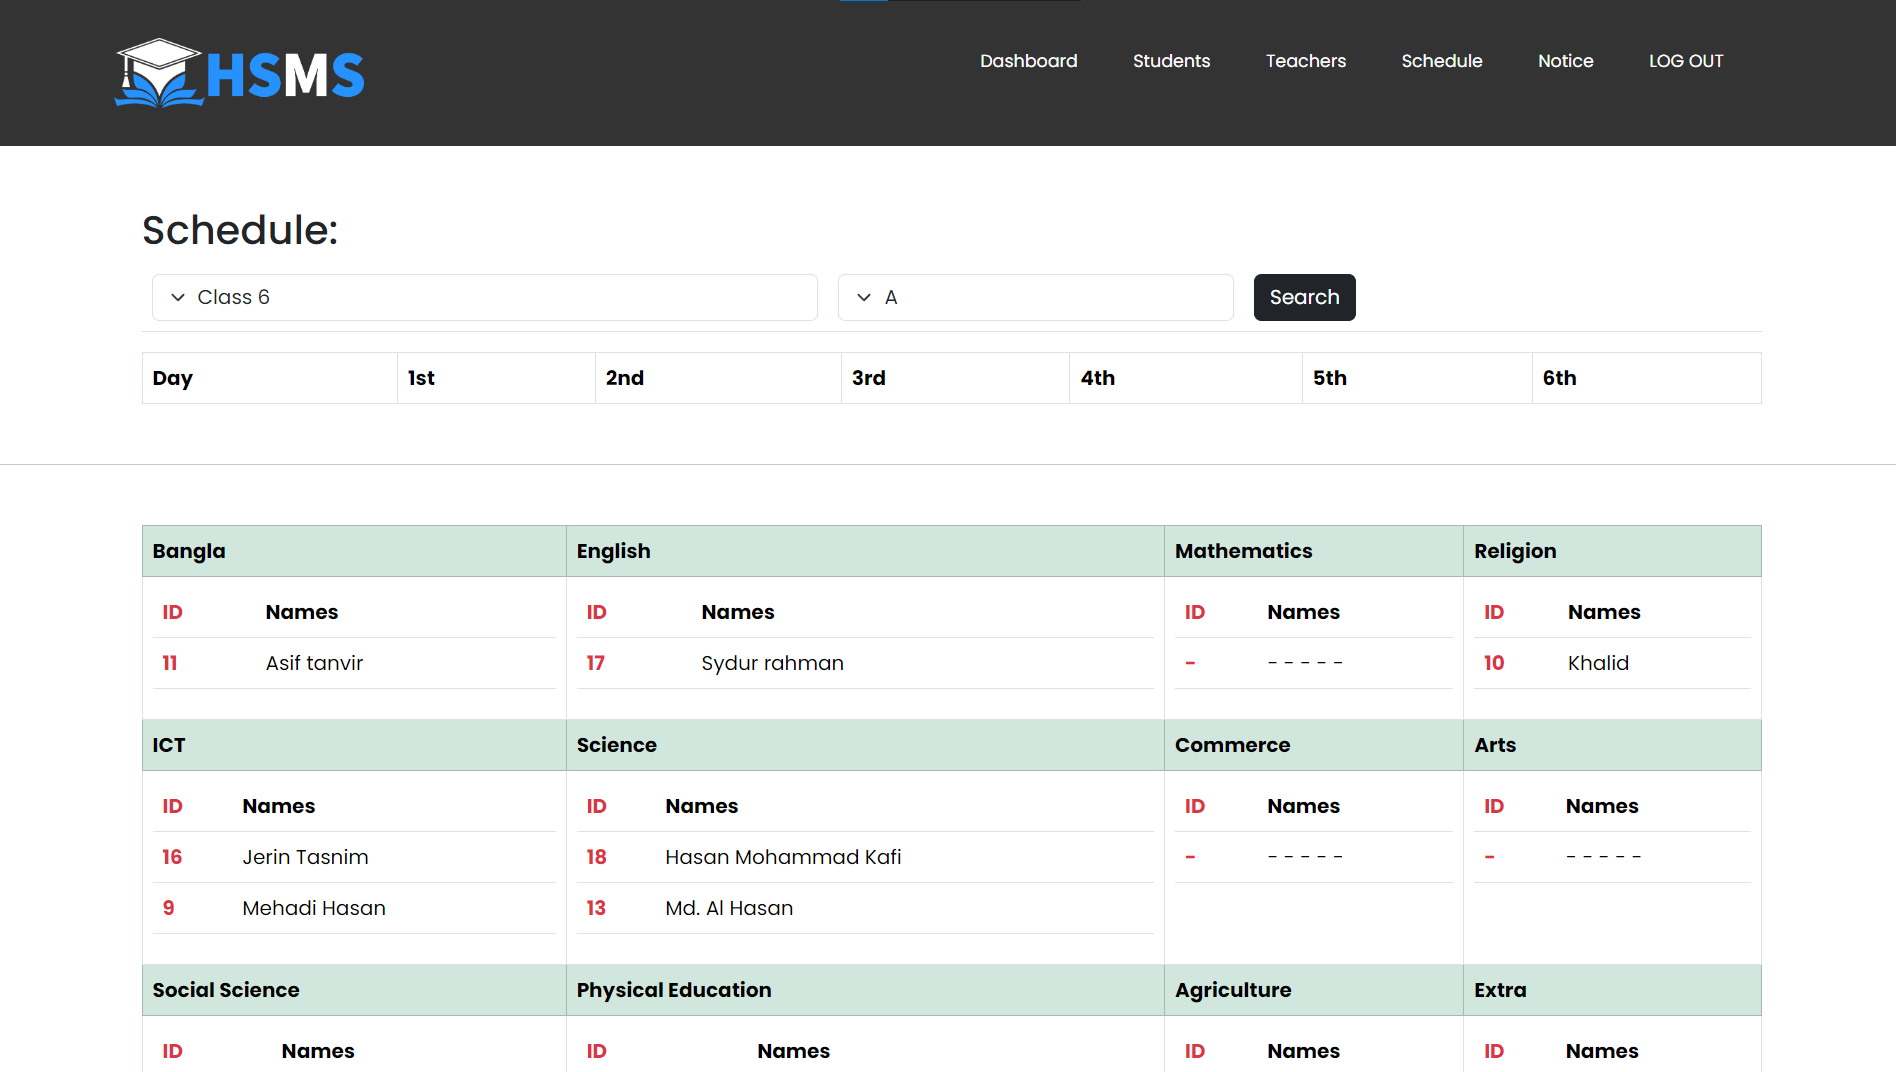 HSMS
Dashboard Students Teachers Schedule Notice LOG OUT
Schedule:
Class 6 A Search
Day 1st 2nd 3rd 4th 5th 6th
Bangla English Mathematics Religion
ID Names ID Names ID Names ID Names
11 Asif tanvir 17 Sydur rahman - - - - - - 10 Khalid
ICT Science Commerce Arts
ID Names ID Names ID Names ID Names
16 Jerin Tasnim 18 Hasan Mohammad Kafi - - - - - - - - - - - -
9 Mehadi Hasan 13 Md. Al Hasan
Social Science Physical Education Agriculture Extra
ID Names ID Names ID Names ID Names